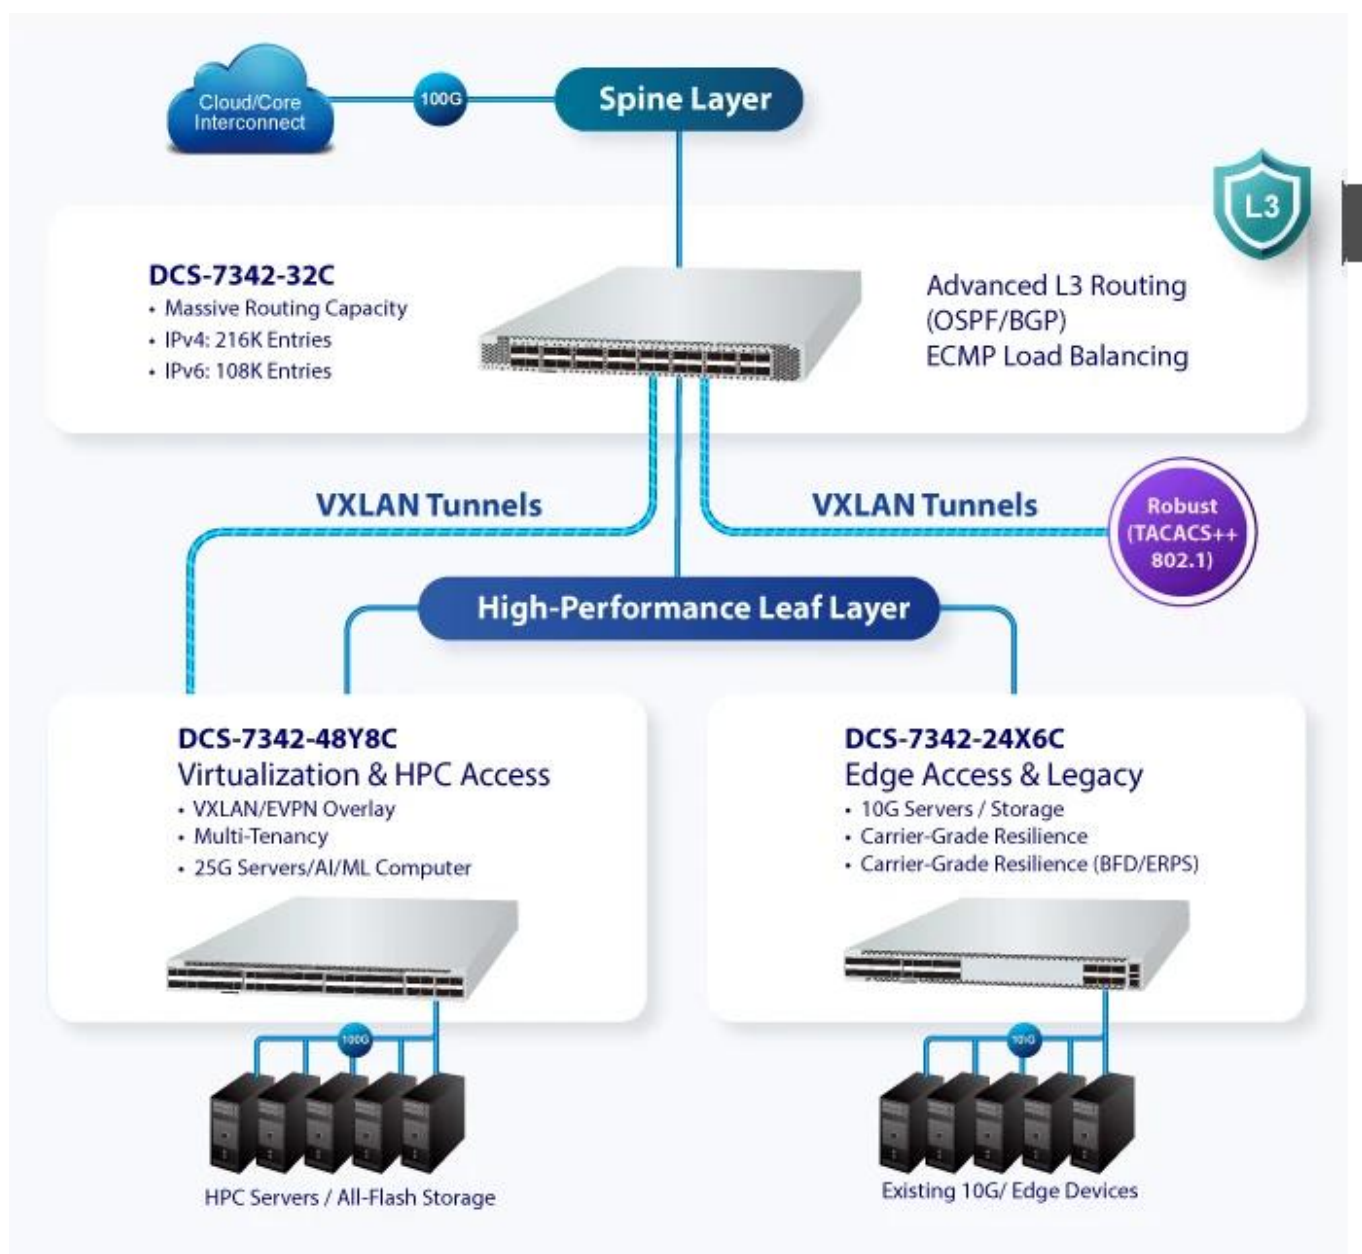 Cloud/Core
Interconnect
100G
Spine Layer
L3
DCS-7342-32C
• Massive Routing Capacity
• IPv4: 216K Entries
• IPv6: 108K Entries
Advanced L3 Routing
(OSPF/BGP)
ECMP Load Balancing
VXLAN Tunnels
VXLAN Tunnels
Robust
(TACACS++
802.1)
High-Performance Leaf Layer
DCS-7342-48Y8C
Virtualization & HPC Access
• VXLAN/EVPN Overlay
• Multi-Tenancy
• 25G Servers/AI/ML Computer
DCS-7342-24X6C
Edge Access & Legacy
• 10G Servers / Storage
• Carrier-Grade Resilience
• Carrier-Grade Resilience (BFD/ERPS)
100G
HPC Servers / All-Flash Storage
Existing 10G/ Edge Devices